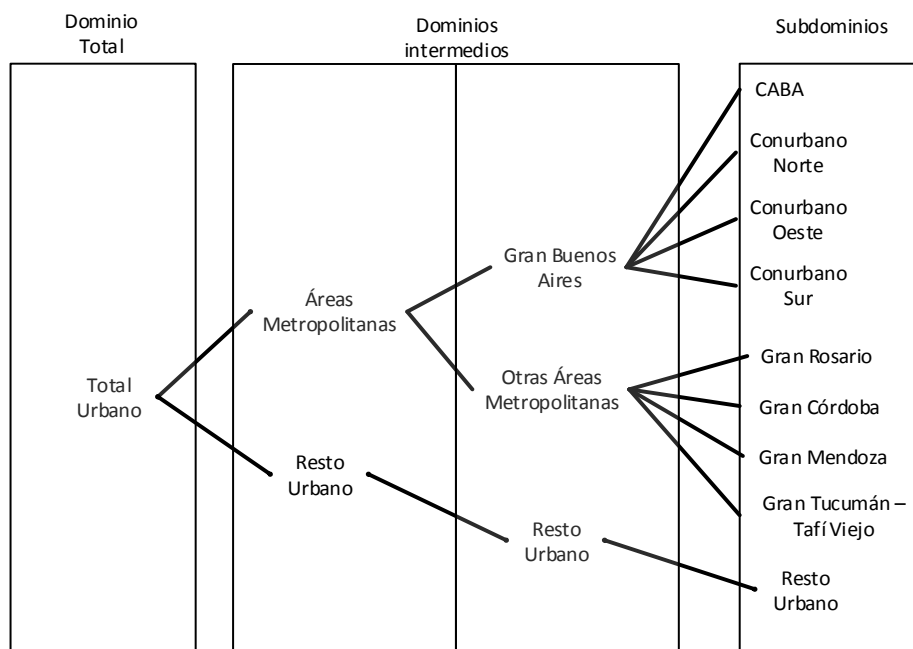 Dominio
Total
Dominios
intermedios
Subdominios
Total
Urbano
Áreas
Metropolitanas
Resto
Urbano
Gran Buenos
Aires
Otras Áreas
Metropolitanas
Resto
Urbano
CABA
Conurbano
Norte
Conurbano
Oeste
Conurbano
Sur
Gran Rosario
Gran Córdoba
Gran Mendoza
Gran Tucumán –
Tafí Viejo
Resto
Urbano